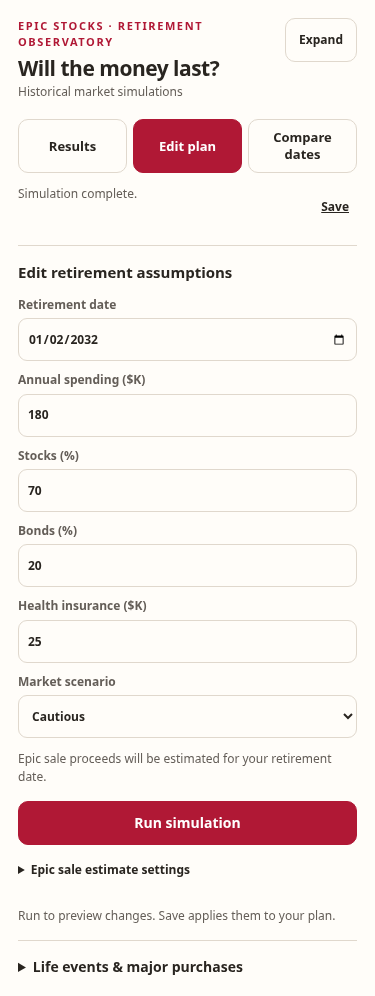 EPIC STOCKS · RETIREMENT
OBSERVATORY
Expand
Will the money last?
Historical market simulations
Results
Edit plan
Compare
dates
Simulation complete.
Save
Edit retirement assumptions
Retirement date
01/02/2032
Annual spending ($K)
180
Stocks (%)
70
Bonds (%)
20
Health insurance ($K)
25
Market scenario
Cautious
Epic sale proceeds will be estimated for your retirement
date.
Run simulation
Epic sale estimate settings
Run to preview changes. Save applies them to your plan.
Life events & major purchases